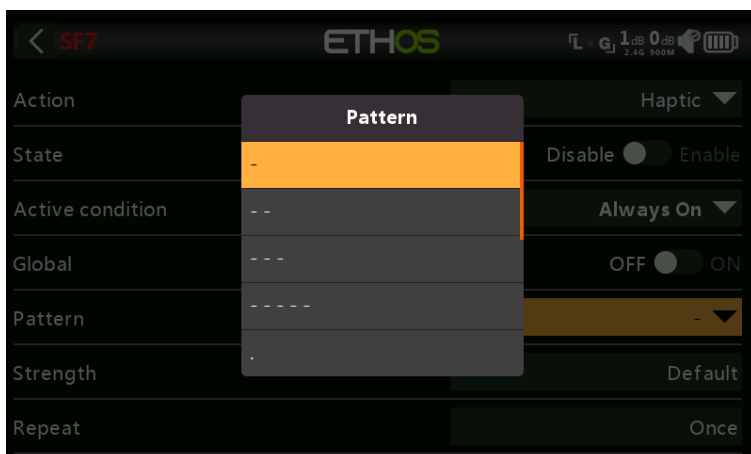 SF7
ETHOS
L G 1dB 0dB
2.4G 900M
Action
Haptic
Pattern
State
Disable Enable
-
Active condition
Always On
- -
Global
OFF ON
- - -
Pattern
-
- - - - -
Strength
Default
.
Repeat
Once